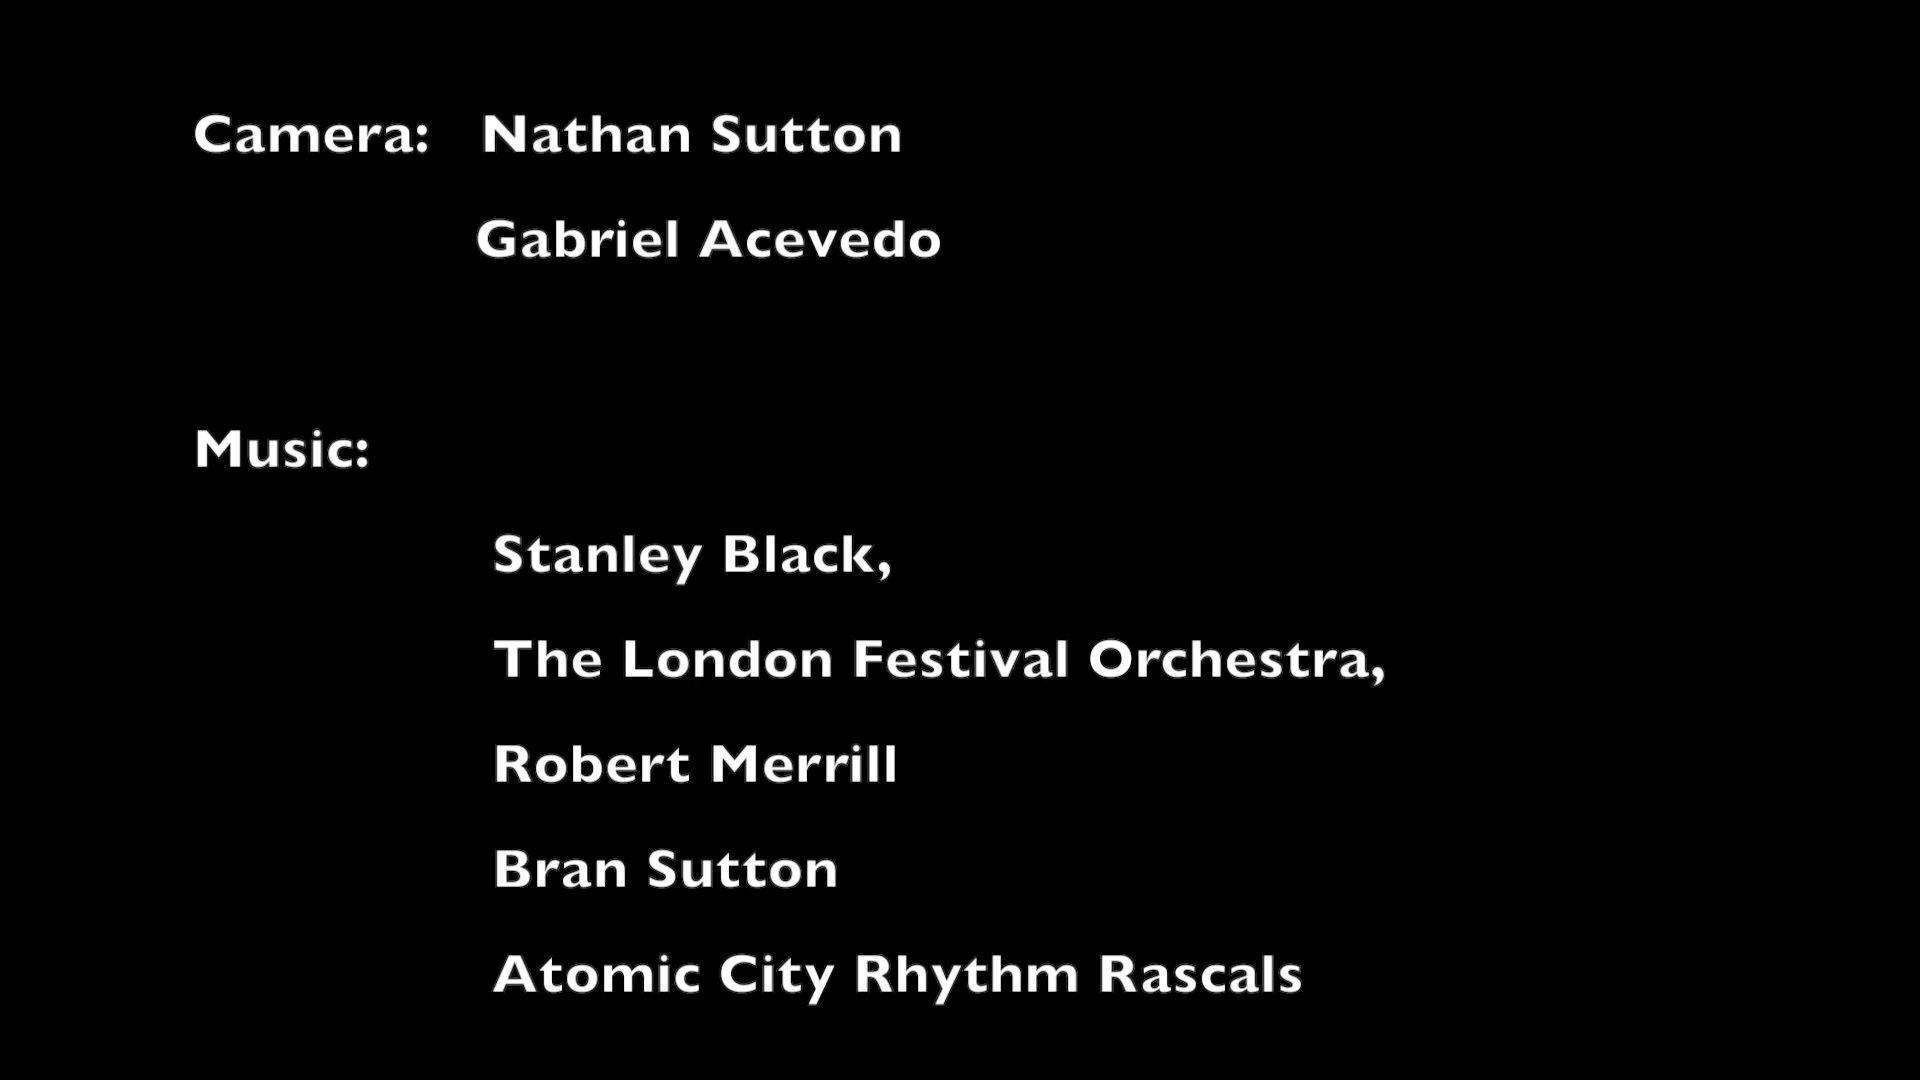 Camera: Nathan Sutton
Gabriel Acevedo
Music:
Stanley Black,
The London Festival Orchestra,
Robert Merrill
Bran Sutton
Atomic City Rhythm Rascals